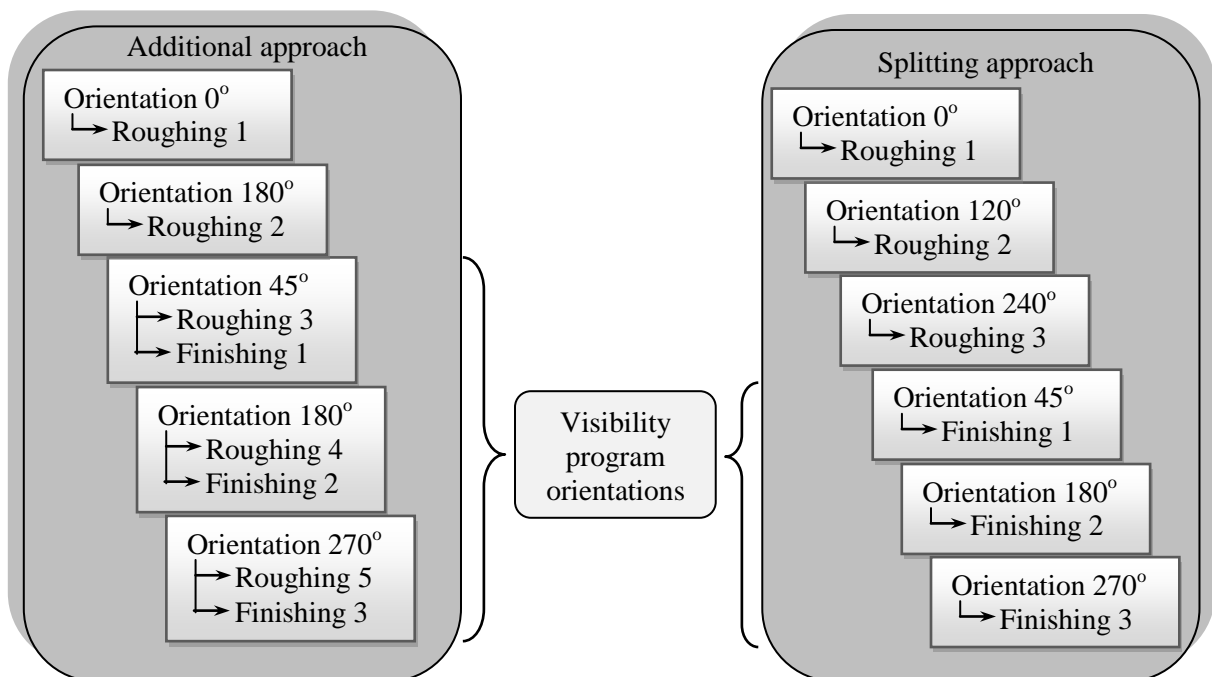 Additional approach
Orientation 0°
Roughing 1
Orientation 180°
Roughing 2
Orientation 45°
Roughing 3
Finishing 1
Orientation 180°
Roughing 4
Finishing 2
Orientation 270°
Roughing 5
Finishing 3
Visibility
program
orientations
Splitting approach
Orientation 0°
Roughing 1
Orientation 120°
Roughing 2
Orientation 240°
Roughing 3
Orientation 45°
Finishing 1
Orientation 180°
Finishing 2
Orientation 270°
Finishing 3